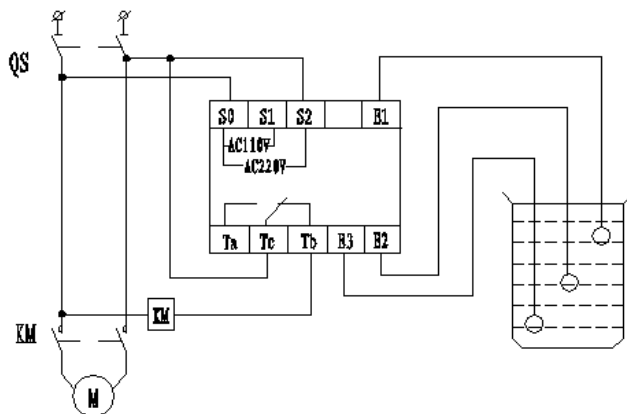 QS
S0 S1 S2 E1
AC110V
AC220V
Ta Tc Tb E3 E2
KM
KM
M